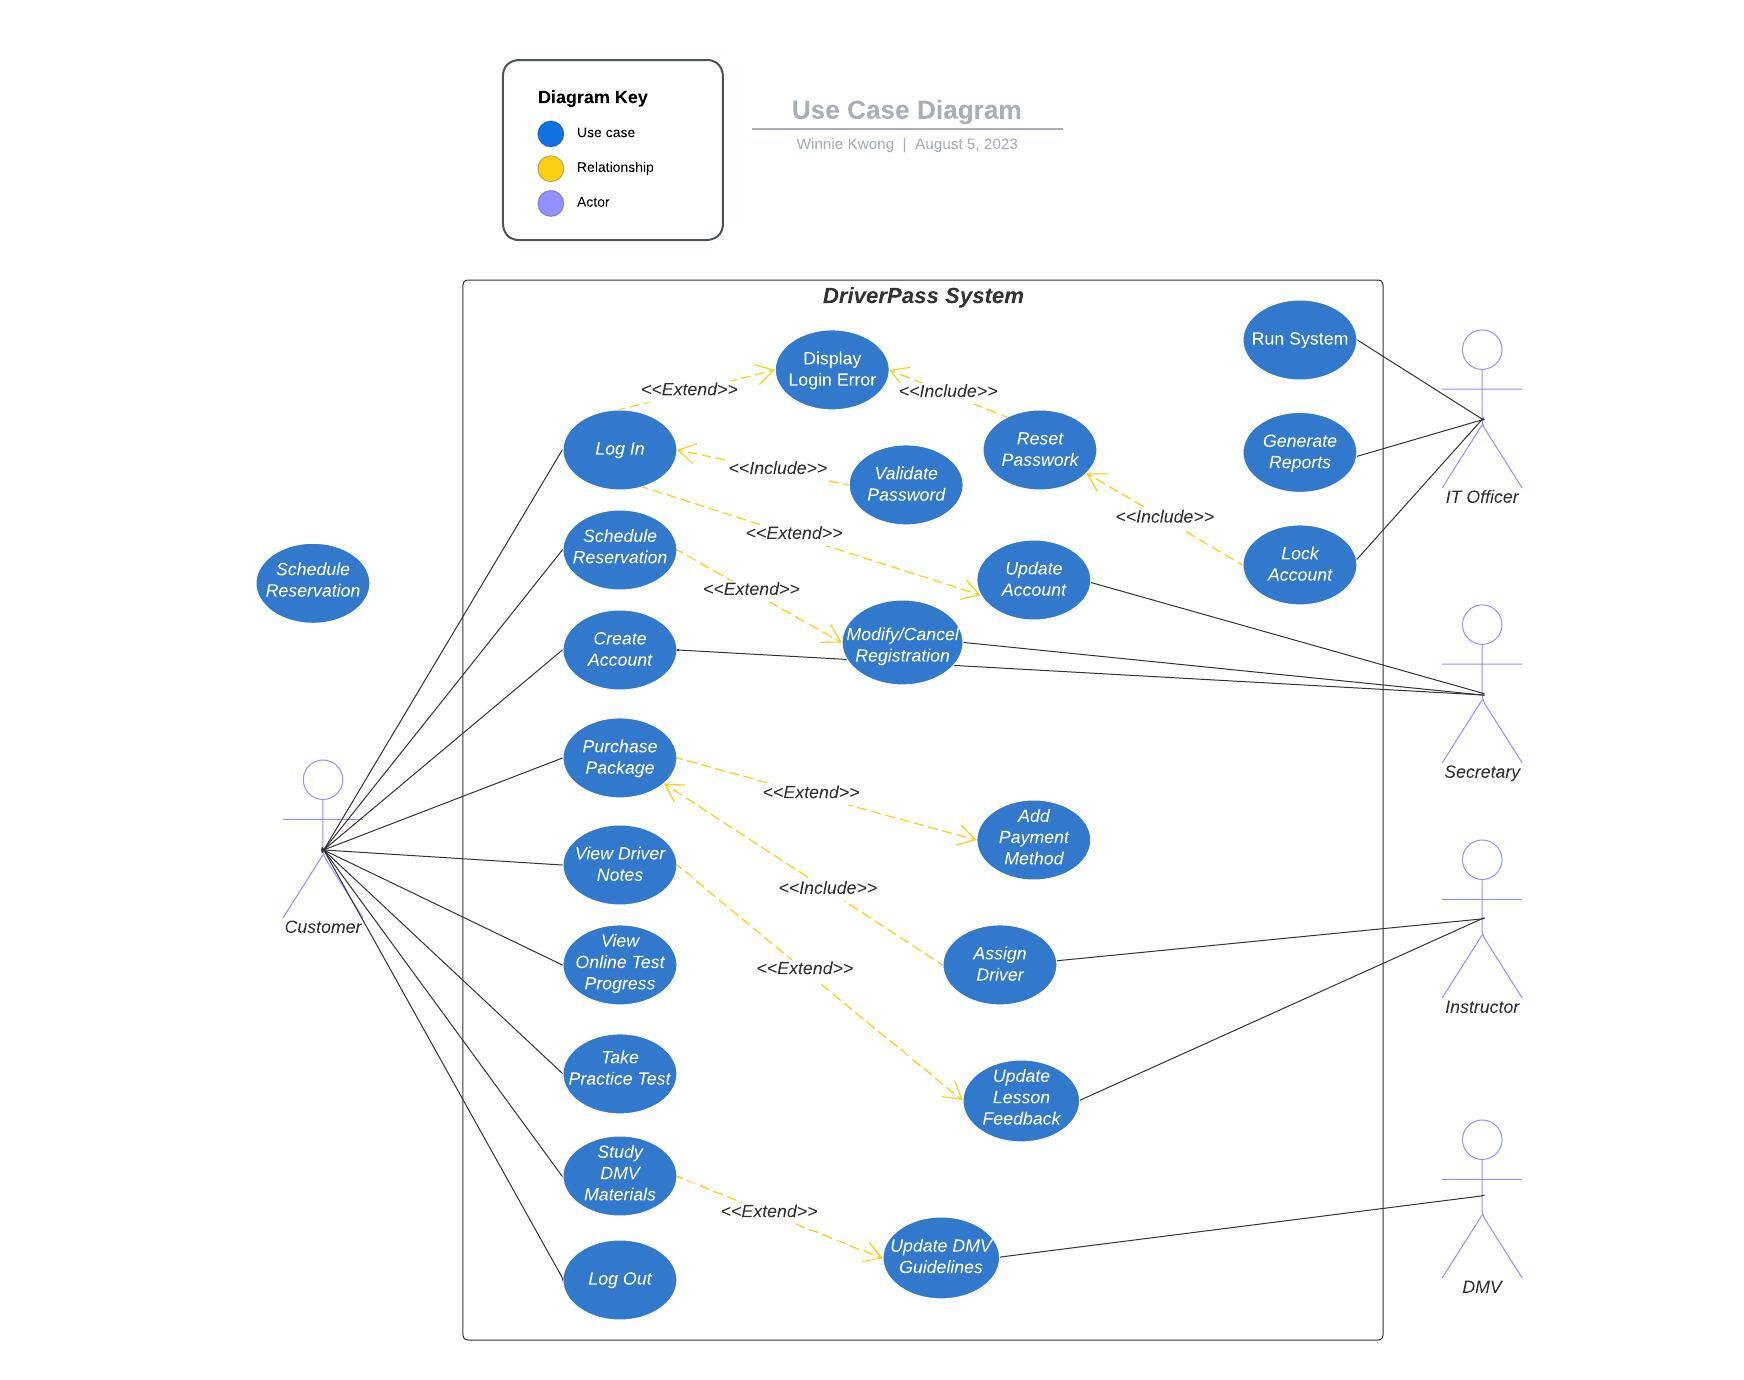 Diagram Key
Use case
Relationship
Actor
Use Case Diagram
Winnie Kwong | August 5, 2023
DriverPass System
Display
Login Error
Run System
<<Extend>>
<<Include>>
Log In
Reset
Passwork
Generate
Reports
<<Include>>
Validate
Password
IT Officer
<<Include>>
<<Extend>>
Schedule
Reservation
Lock
Account
Schedule
Reservation
Update
Account
<<Extend>>
Create
Account
Modify/Cancel
Registration
Purchase
Package
Secretary
<<Extend>>
Add
Payment
Method
View Driver
Notes
<<Include>>
Customer
View
Online Test
Progress
Assign
Driver
<<Extend>>
Instructor
Take
Practice Test
Update
Lesson
Feedback
Study
DMV
Materials
<<Extend>>
Update DMV
Guidelines
Log Out
DMV